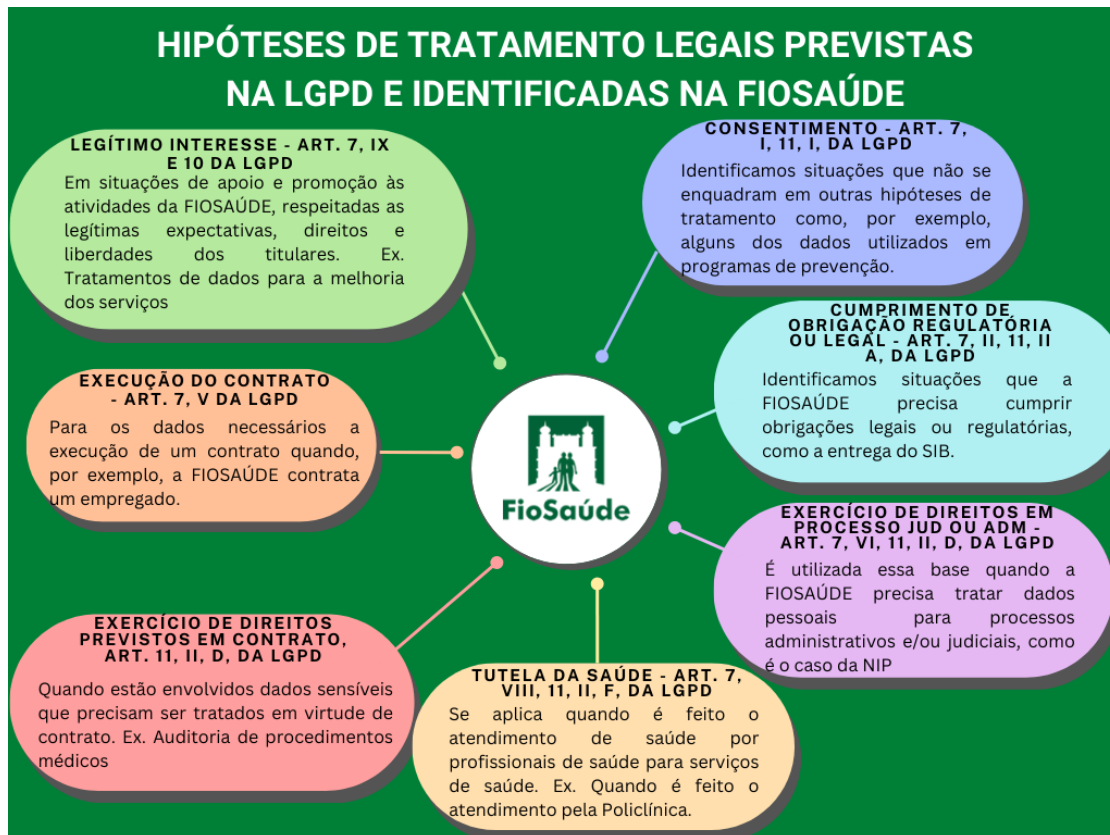 HIPÓTESES DE TRATAMENTO LEGAIS PREVISTAS
NA LGPD E IDENTIFICADAS NA FIOSAÚDE
LEGÍTIMO INTERESSE - ART. 7, IX
E 10 DA LGPD
Em situações de apoio e promoção às
atividades da FIOSAÚDE, respeitadas as
legítimas expectativas, direitos e
liberdades dos titulares. Ex.
Tratamentos de dados para a melhoria
dos serviços
CONSENTIMENTO - ART. 7,
I, 11, I, DA LGPD
Identificamos situações que não se
enquadram em outras hipóteses de
tratamento como, por exemplo,
alguns dos dados utilizados em
programas de prevenção.
CUMPRIMENTO DE
OBRIGAÇÃO REGULATÓRIA
OU LEGAL - ART. 7, II, 11, II
A, DA LGPD
Identificamos situações que a
FIOSAÚDE precisa cumprir
obrigações legais ou regulatórias,
como a entrega do SIB.
EXECUÇÃO DO CONTRATO
- ART. 7, V DA LGPD
Para os dados necessários a
execução de um contrato quando,
por exemplo, a FIOSAÚDE contrata
um empregado.
FioSaúde
EXERCÍCIO DE DIREITOS EM
PROCESSO JUD OU ADM -
ART. 7, VI, 11, II, D, DA LGPD
É utilizada essa base quando a
FIOSAÚDE precisa tratar dados
pessoais para processos
administrativos e/ou judiciais, como
é o caso da NIP
EXERCÍCIO DE DIREITOS
PREVISTOS EM CONTRATO,
ART. 11, II, D, DA LGPD
Quando estão envolvidos dados sensíveis
que precisam ser tratados em virtude de
contrato. Ex. Auditoria de procedimentos
médicos
TUTELA DA SAÚDE - ART. 7,
VIII, 11, II, F, DA LGPD
Se aplica quando é feito o
atendimento de saúde por
profissionais de saúde para serviços
de saúde. Ex. Quando é feito o
atendimento pela Policlínica.